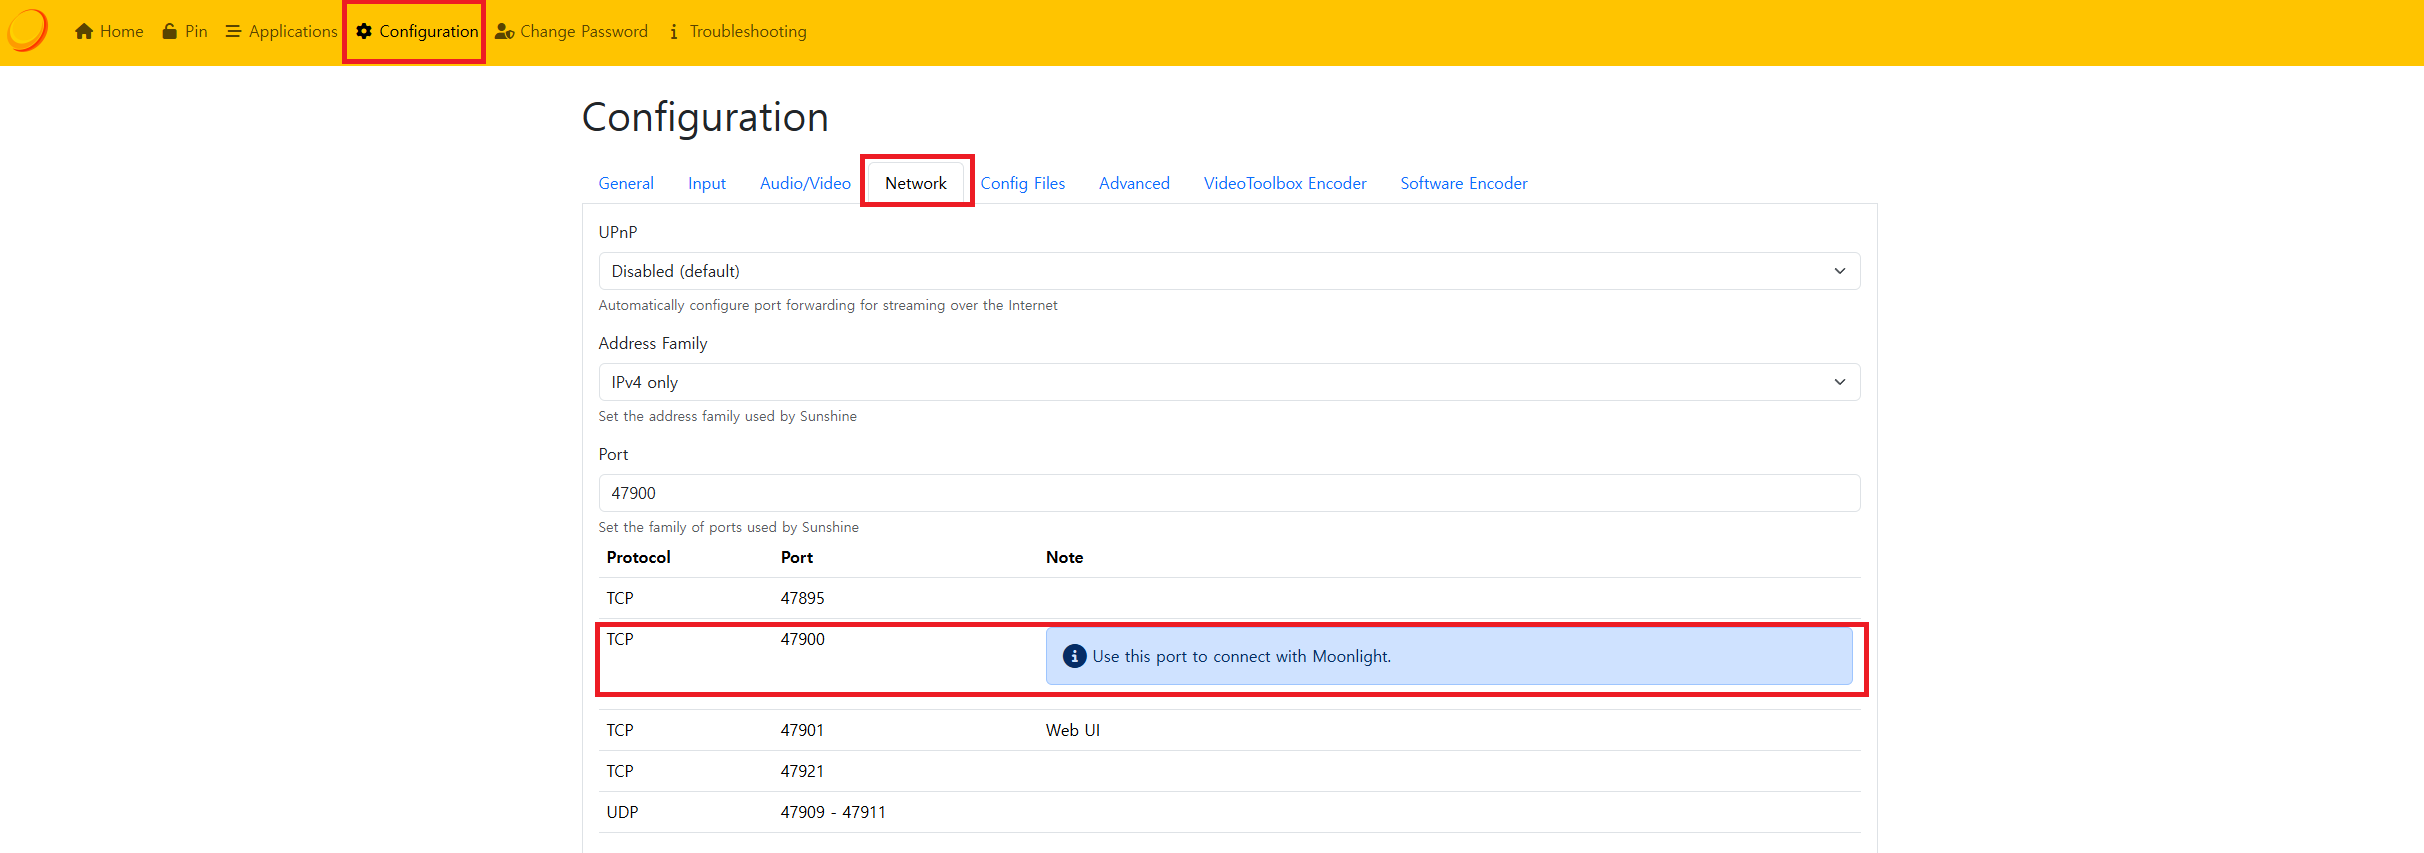 Home Pin Applications Configuration Change Password Troubleshooting
Configuration
General Input Audio/Video Network Config Files Advanced VideoToolbox Encoder Software Encoder
UPnP
Disabled (default)
Automatically configure port forwarding for streaming over the Internet
Address Family
IPv4 only
Set the address family used by Sunshine
Port
47900
Set the family of ports used by Sunshine
Protocol Port Note
TCP 47895
TCP 47900 Use this port to connect with Moonlight.
TCP 47901 Web UI
TCP 47921
UDP 47909 - 47911